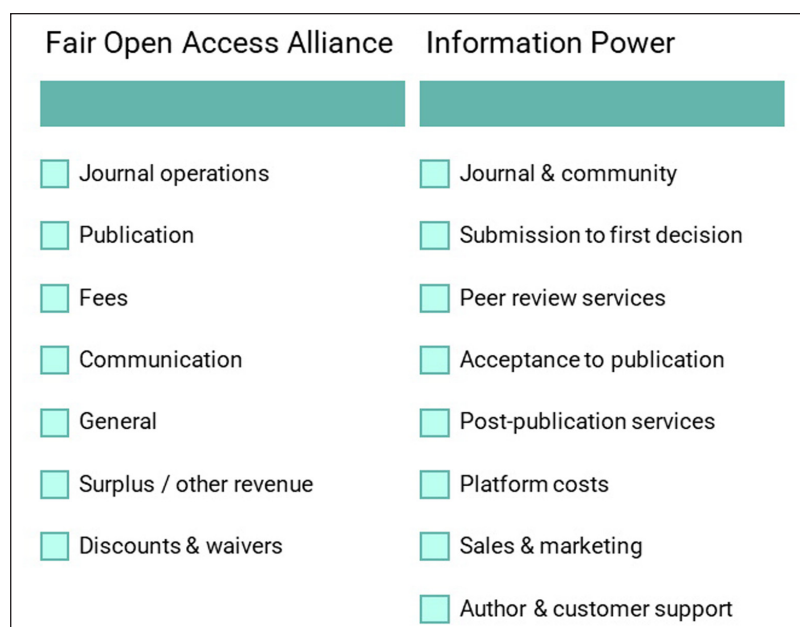 Fair Open Access Alliance
Journal operations
Publication
Fees
Communication
General
Surplus / other revenue
Discounts & waivers
Information Power
Journal & community
Submission to first decision
Peer review services
Acceptance to publication
Post-publication services
Platform costs
Sales & marketing
Author & customer support